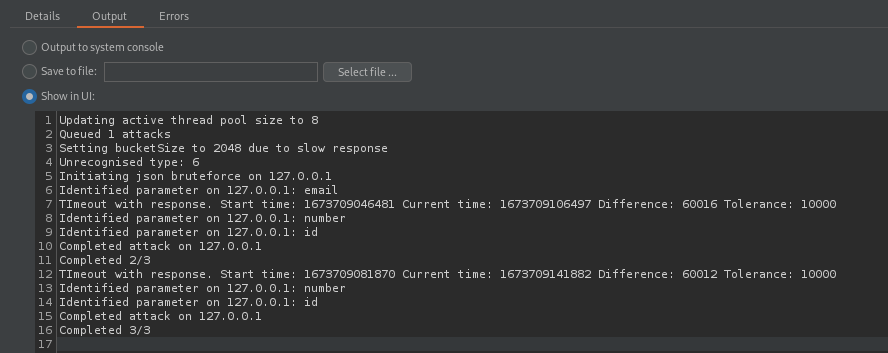 Details Output Errors
Output to system console
Save to file: Select file ...
Show in UI:
1 Updating active thread pool size to 8
2 Queued 1 attacks
3 Setting bucketSize to 2048 due to slow response
4 Unrecognised type: 6
5 Initiating json bruteforce on 127.0.0.1
6 Identified parameter on 127.0.0.1: email
7 TImeout with response. Start time: 1673709046481 Current time: 1673709106497 Difference: 60016 Tolerance: 10000
8 Identified parameter on 127.0.0.1: number
9 Identified parameter on 127.0.0.1: id
10 Completed attack on 127.0.0.1
11 Completed 2/3
12 TImeout with response. Start time: 1673709081870 Current time: 1673709141882 Difference: 60012 Tolerance: 10000
13 Identified parameter on 127.0.0.1: number
14 Identified parameter on 127.0.0.1: id
15 Completed attack on 127.0.0.1
16 Completed 3/3
17